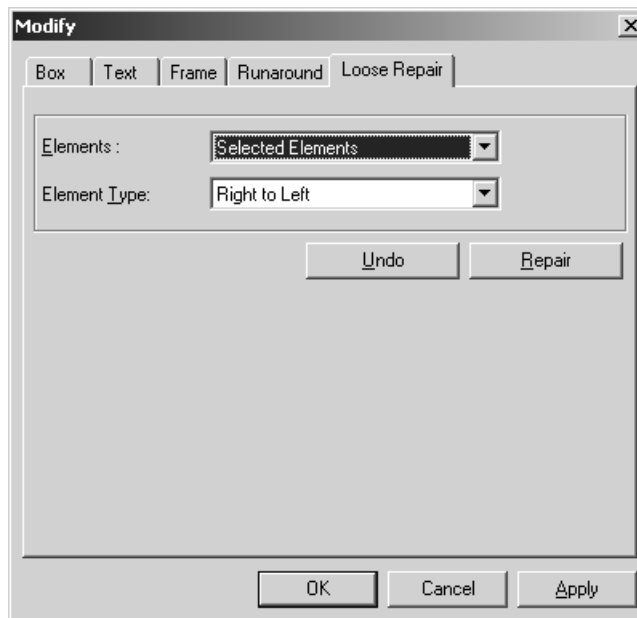 Modify
Box Text Frame Runaround Loose Repair
Elements : Selected Elements
Element Type: Right to Left
Undo Repair
OK Cancel Apply